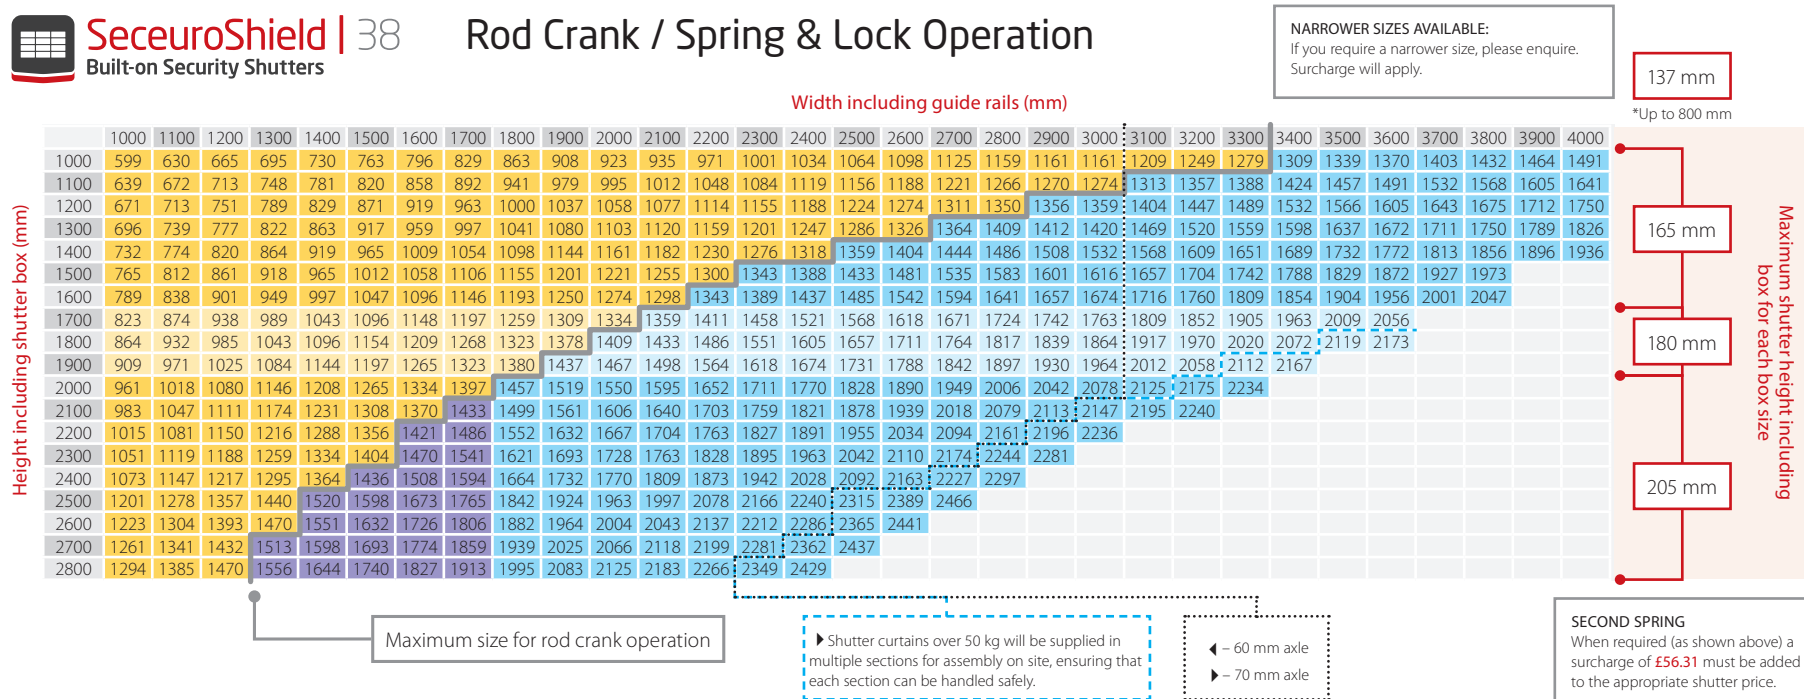 SeceuroShield | 38
Built-on Security Shutters
Rod Crank / Spring & Lock Operation
NARROWER SIZES AVAILABLE:
If you require a narrower size, please enquire.
Surcharge will apply.
137 mm
*Up to 800 mm
Width including guide rails (mm)
Height including shutter box (mm)
1000 1100 1200 1300 1400 1500 1600 1700 1800 1900 2000 2100 2200 2300 2400 2500 2600 2700 2800 2900 3000 3100 3200 3300 3400 3500 3600 3700 3800 3900 4000
1000 599 630 665 695 730 763 796 829 863 908 923 935 971 1001 1034 1064 1098 1125 1159 1161 1161 1209 1249 1279 1309 1339 1370 1403 1432 1464 1491
1100 639 672 713 748 781 820 858 892 941 979 995 1012 1048 1084 1119 1156 1188 1221 1266 1270 1274 1313 1357 1388 1424 1457 1491 1532 1568 1605 1641
1200 671 713 751 789 829 871 919 963 1000 1037 1058 1077 1114 1155 1188 1224 1274 1311 1350 1356 1359 1404 1447 1489 1532 1566 1605 1643 1675 1712 1750
1300 696 739 777 822 863 917 959 997 1041 1080 1103 1120 1159 1201 1247 1286 1326 1364 1409 1412 1420 1469 1520 1559 1598 1637 1672 1711 1750 1789 1826
1400 732 774 820 864 919 965 1009 1054 1098 1144 1161 1182 1230 1276 1318 1359 1404 1444 1486 1508 1532 1568 1609 1651 1689 1732 1772 1813 1856 1896 1936
1500 765 812 861 918 965 1012 1058 1106 1155 1201 1221 1255 1300 1343 1388 1433 1481 1535 1583 1601 1616 1657 1704 1742 1788 1829 1872 1927 1973
1600 789 838 901 949 997 1047 1096 1146 1193 1250 1274 1298 1343 1389 1437 1485 1542 1594 1641 1657 1674 1716 1760 1809 1854 1904 1956 2001 2047
1700 823 874 938 989 1043 1096 1148 1197 1259 1309 1334 1359 1411 1458 1521 1568 1618 1671 1724 1742 1763 1809 1852 1905 1963 2009 2056
1800 864 932 985 1043 1096 1154 1209 1268 1323 1378 1409 1433 1486 1551 1605 1657 1711 1764 1817 1839 1864 1917 1970 2020 2072 2119 2173
1900 909 971 1025 1084 1144 1197 1265 1323 1380 1437 1467 1498 1564 1618 1674 1731 1788 1842 1897 1930 1964 2012 2058 2112 2167
2000 961 1018 1080 1146 1208 1265 1334 1397 1457 1519 1550 1595 1652 1711 1770 1828 1890 1949 2006 2042 2078 2125 2175 2234
2100 983 1047 1111 1174 1231 1308 1370 1433 1499 1561 1606 1640 1703 1759 1821 1878 1939 2018 2079 2113 2147 2195 2240
2200 1015 1081 1150 1216 1288 1356 1421 1486 1552 1632 1667 1704 1763 1827 1891 1955 2034 2094 2161 2196 2236
2300 1051 1119 1188 1259 1334 1404 1470 1541 1621 1693 1728 1763 1828 1895 1963 2042 2110 2174 2244 2281
2400 1073 1147 1217 1295 1364 1436 1508 1594 1664 1732 1770 1809 1873 1942 2028 2092 2163 2227 2297
2500 1201 1278 1357 1440 1520 1598 1673 1765 1842 1924 1963 1997 2078 2166 2240 2315 2389 2466
2600 1223 1304 1393 1470 1551 1632 1726 1806 1882 1964 2004 2043 2137 2212 2286 2365 2441
2700 1261 1341 1432 1513 1598 1693 1774 1859 1939 2025 2066 2118 2199 2281 2362 2437
2800 1294 1385 1470 1556 1644 1740 1827 1913 1995 2083 2125 2183 2266 2349 2429
165 mm
180 mm
205 mm
Maximum shutter height including
box for each box size
Maximum size for rod crank operation
▶ Shutter curtains over 50 kg will be supplied in
multiple sections for assembly on site, ensuring that
each section can be handled safely.
◀ – 60 mm axle
▶ – 70 mm axle
SECOND SPRING
When required (as shown above) a
surcharge of £56.31 must be added
to the appropriate shutter price.